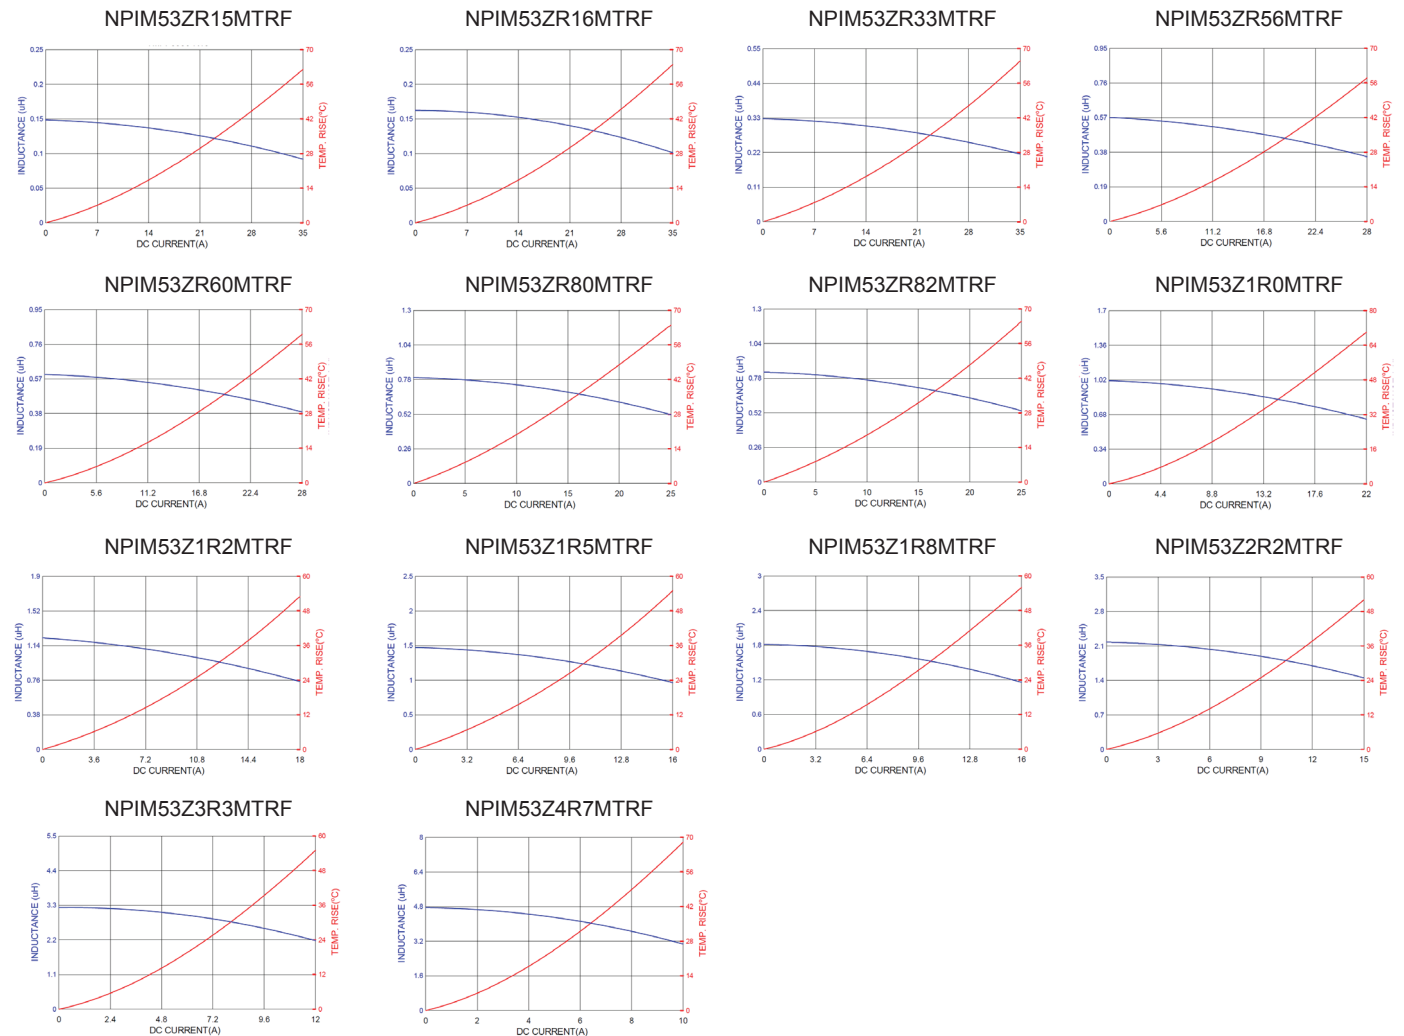 NPIM53ZR15MTRF
NPIM53ZR16MTRF
NPIM53ZR33MTRF
NPIM53ZR56MTRF
INDUCTANCE (uH)
0.25
0.2
0.15
0.1
0.05
0
70
56
42
28
14
0
TEMP. RISE(ºC)
0 7 14 21 28 35
DC CURRENT(A)
INDUCTANCE (uH)
0.25
0.2
0.15
0.1
0.05
0
70
56
42
28
14
0
TEMP. RISE(ºC)
0 7 14 21 28 35
DC CURRENT(A)
INDUCTANCE (uH)
0.55
0.44
0.33
0.22
0.11
0
70
56
42
28
14
0
TEMP. RISE(ºC)
0 7 14 21 28 35
DC CURRENT(A)
INDUCTANCE (uH)
0.95
0.76
0.57
0.38
0.19
0
70
56
42
28
14
0
TEMP. RISE(ºC)
0 5.6 11.2 16.8 22.4 28
DC CURRENT(A)
NPIM53ZR60MTRF
NPIM53ZR80MTRF
NPIM53ZR82MTRF
NPIM53Z1R0MTRF
INDUCTANCE (uH)
0.95
0.76
0.57
0.38
0.19
0
70
56
42
28
14
0
TEMP. RISE(ºC)
0 5.6 11.2 16.8 22.4 28
DC CURRENT(A)
INDUCTANCE (uH)
1.3
1.04
0.78
0.52
0.26
0
70
56
42
28
14
0
TEMP. RISE(ºC)
0 5 10 15 20 25
DC CURRENT(A)
INDUCTANCE (uH)
1.3
1.04
0.78
0.52
0.26
0
70
56
42
28
14
0
TEMP. RISE(ºC)
0 5 10 15 20 25
DC CURRENT(A)
INDUCTANCE (uH)
1.7
1.36
1.02
0.68
0.34
0
80
64
48
32
16
0
TEMP. RISE(ºC)
0 4.4 8.8 13.2 17.6 22
DC CURRENT(A)
NPIM53Z1R2MTRF
NPIM53Z1R5MTRF
NPIM53Z1R8MTRF
NPIM53Z2R2MTRF
INDUCTANCE (uH)
1.9
1.52
1.14
0.76
0.38
0
60
48
36
24
12
0
TEMP. RISE(ºC)
0 3.6 7.2 10.8 14.4 18
DC CURRENT(A)
INDUCTANCE (uH)
2.5
2
1.5
1
0.5
0
60
48
36
24
12
0
TEMP. RISE(ºC)
0 3.2 6.4 9.6 12.8 16
DC CURRENT(A)
INDUCTANCE (uH)
3
2.4
1.8
1.2
0.6
0
60
48
36
24
12
0
TEMP. RISE(ºC)
0 3.2 6.4 9.6 12.8 16
DC CURRENT(A)
INDUCTANCE (uH)
3.5
2.8
2.1
1.4
0.7
0
60
48
36
24
12
0
TEMP. RISE(ºC)
0 3 6 9 12 15
DC CURRENT(A)
NPIM53Z3R3MTRF
NPIM53Z4R7MTRF
INDUCTANCE (uH)
5.5
4.4
3.3
2.2
1.1
0
60
48
36
24
12
0
TEMP. RISE(ºC)
0 2.4 4.8 7.2 9.6 12
DC CURRENT(A)
INDUCTANCE (uH)
8
6.4
4.8
3.2
1.6
0
70
56
42
28
14
0
TEMP. RISE(ºC)
0 2 4 6 8 10
DC CURRENT(A)